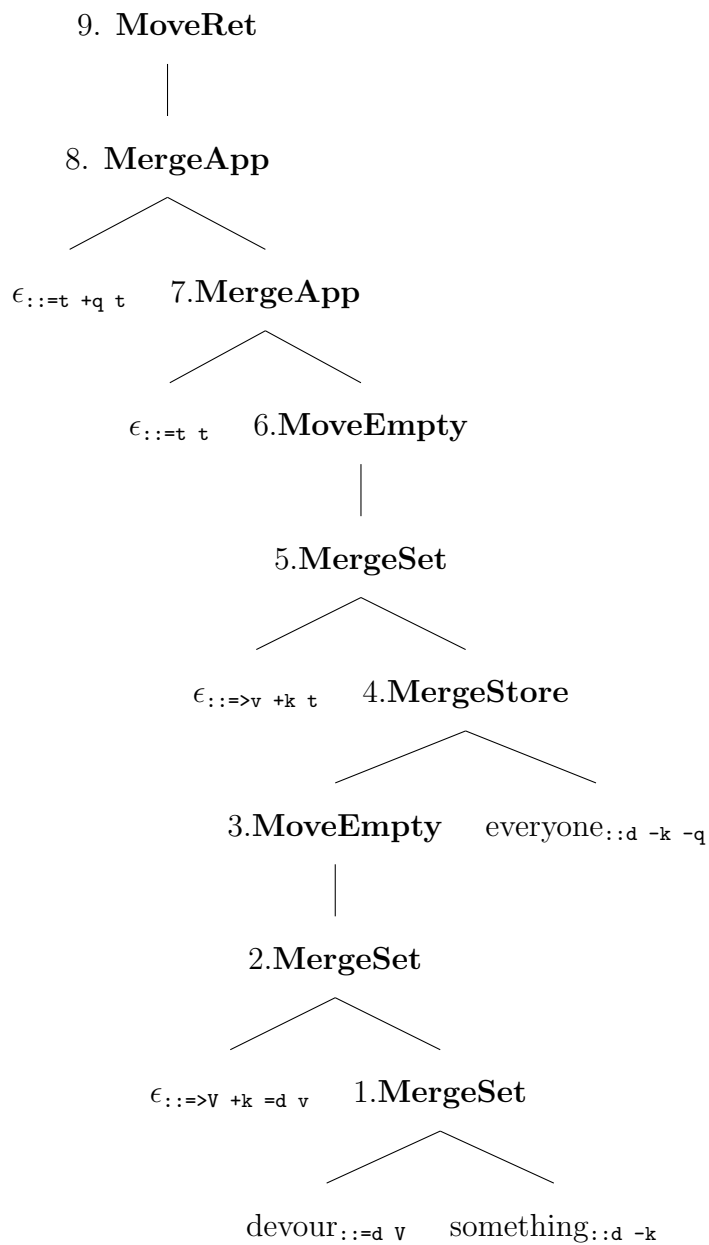 9. MoveRet
8. MergeApp
ϵ::=t +q t 7.MergeApp
ϵ::=t t 6.MoveEmpty
5.MergeSet
ϵ::=>v +k t 4.MergeStore
3.MoveEmpty everyone::d -k -q
2.MergeSet
ϵ::=>V +k =d v 1.MergeSet
devour::=d V something::d -k